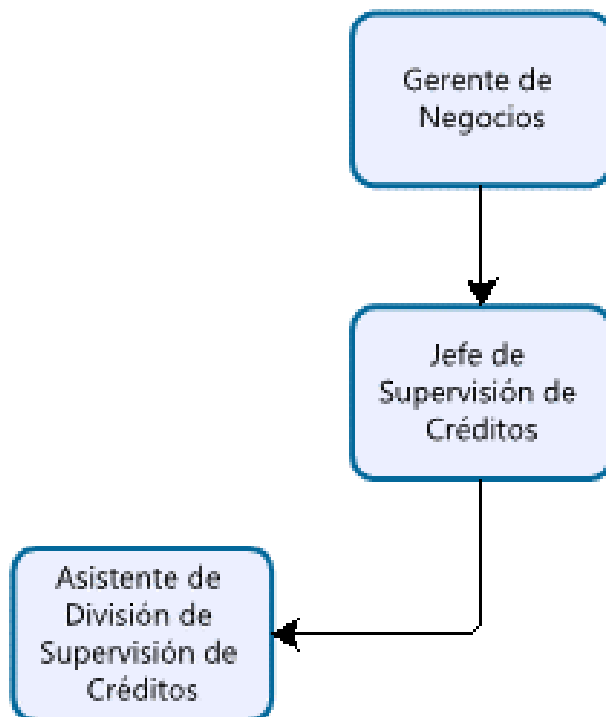 Gerente de
Negocios
Jefe de
Supervisión de
Créditos
Asistente de
División de
Supervisión de
Créditos